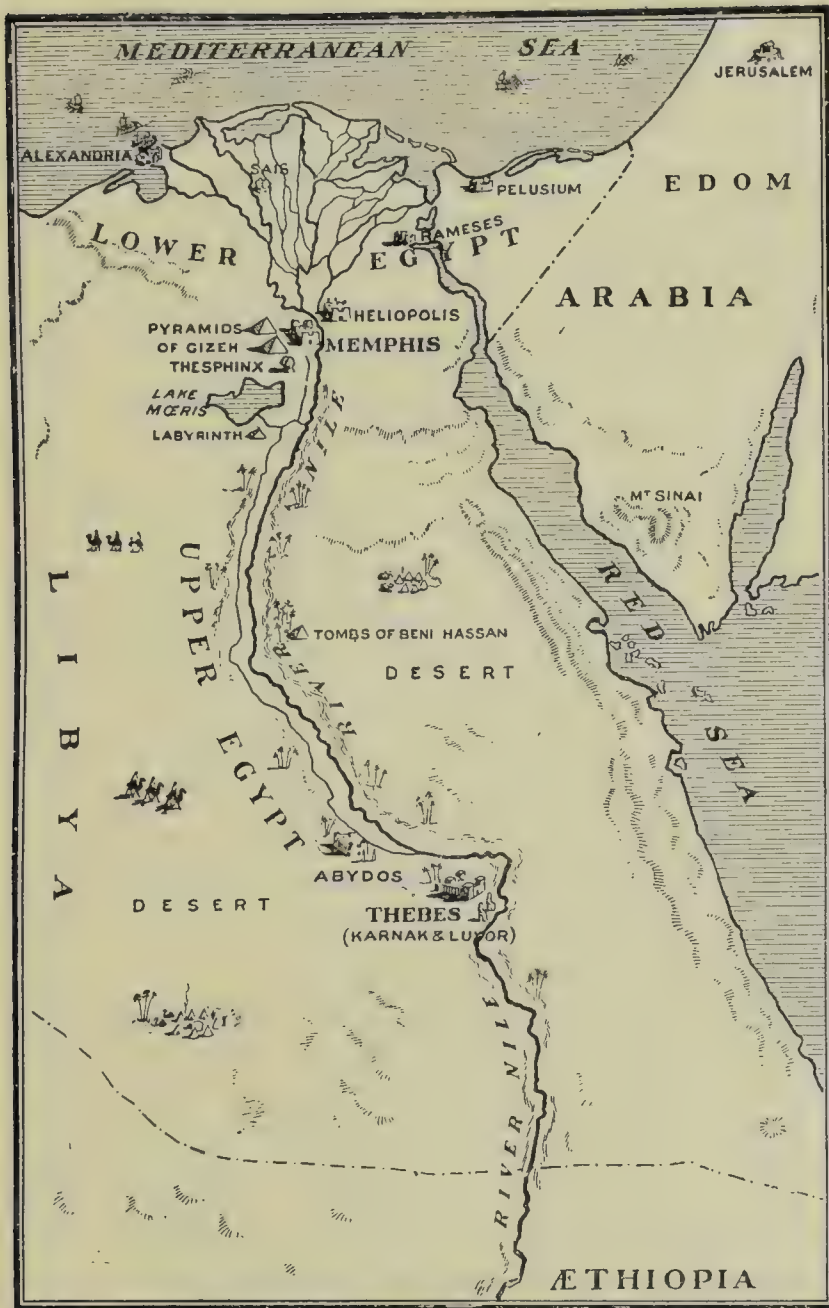 MEDITERRANEAN SEA
JERUSALEM
ALEXANDRIA
SAIS
PELUSIUM
EDOM
RAMESES
LOWER EGYPT
ARABIA
HELIOPOLIS
PYRAMIDS
OF GIZEH
MEMPHIS
THE SPHINX
LAKE
MŒRIS
LABYRINTH
RIVER NILE
MT SINAI
UPPER EGYPT
LIBYA
RED SEA
TOMBS OF BENI HASSAN
DESERT
ABYDOS
DESERT
THEBES
(KARNAK & LUXOR)
RIVER NILE
ÆTHIOPIA